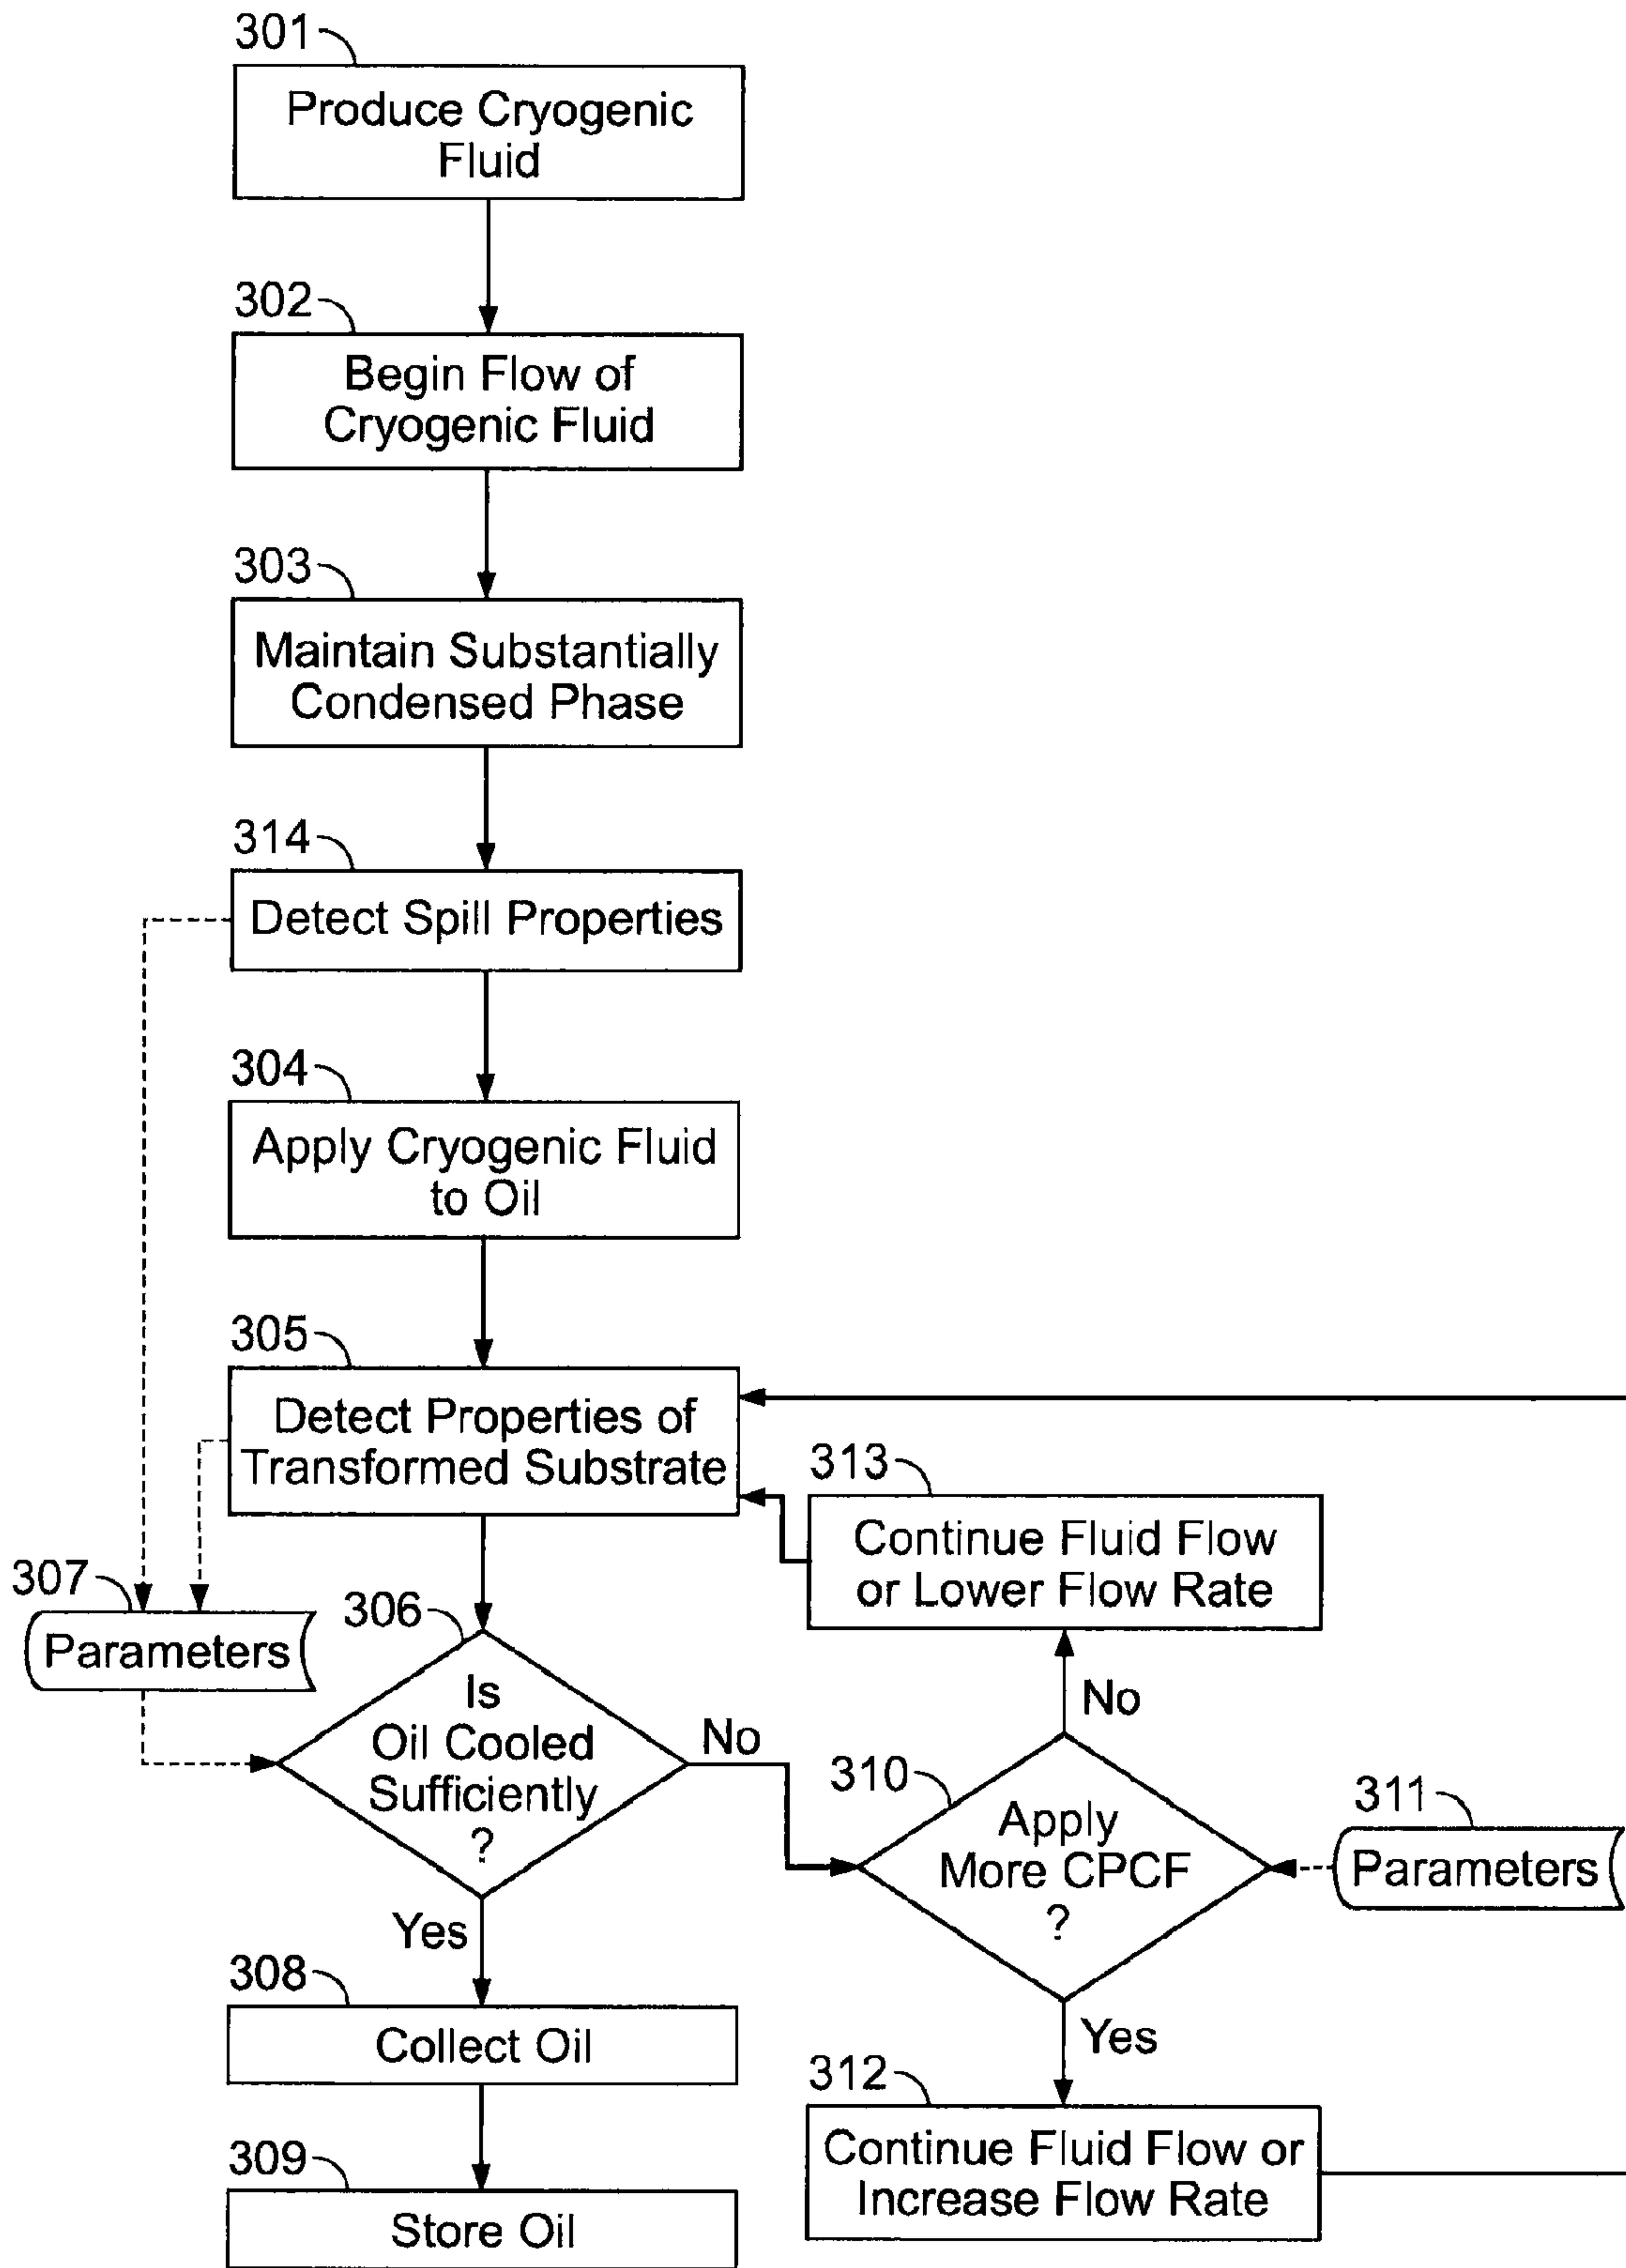 301
Produce Cryogenic
Fluid
302
Begin Flow of
Cryogenic Fluid
303
Maintain Substantially
Condensed Phase
314
Detect Spill Properties
304
Apply Cryogenic Fluid
to Oil
305
Detect Properties of
Transformed Substrate
313
Continue Fluid Flow
or Lower Flow Rate
307
Parameters
306
Is
Oil Cooled
Sufficiently
?
No
No
310
Apply
More CPCF
?
311
Parameters
Yes
308
Collect Oil
Yes
312
Continue Fluid Flow or
Increase Flow Rate
309
Store Oil